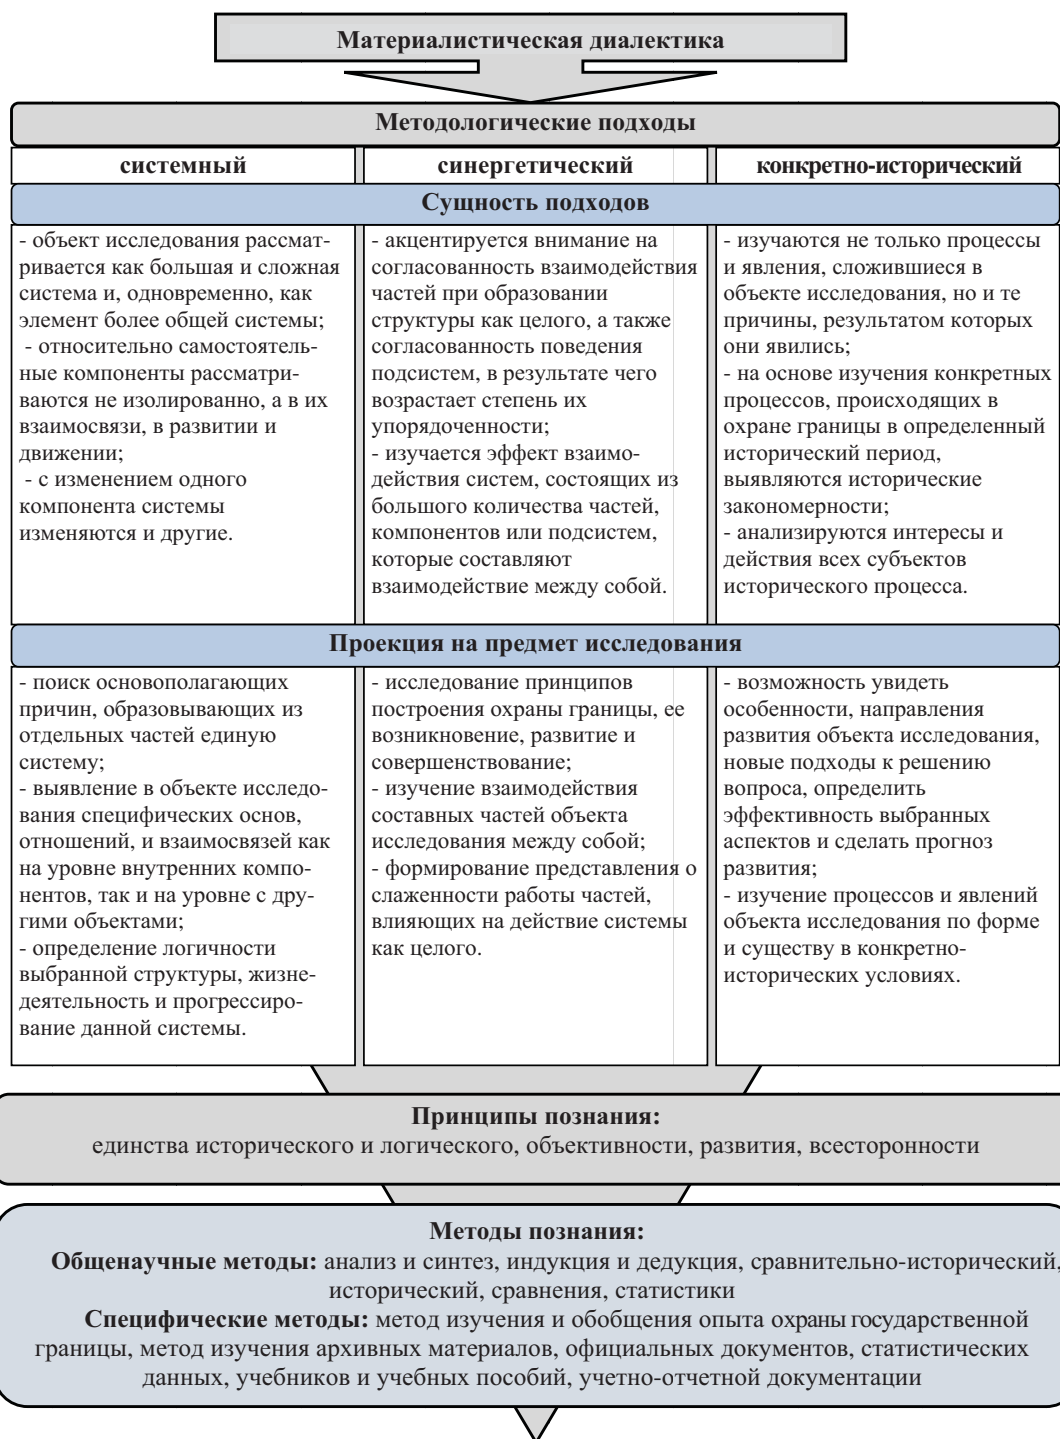 Материалистическая диалектика
Методологические подходы
системный
синергетический
конкретно-исторический
Сущность подходов
- объект исследования рассмат-
ривается как большая и сложная
система и, одновременно, как
элемент более общей системы;
- относительно самостоятель-
ные компоненты рассматри-
ваются не изолированно, а в их
взаимосвязи, в развитии и
движении;
- с изменением одного
компонента системы
изменяются и другие.
- акцентируется внимание на
согласованность взаимодействия
частей при образовании
структуры как целого, а также
согласованность поведения
подсистем, в результате чего
возрастает степень их
упорядоченности;
- изучается эффект взаимо-
действия систем, состоящих из
большого количества частей,
компонентов или подсистем,
которые составляют
взаимодействие между собой.
- изучаются не только процессы
и явления, сложившиеся в
объекте исследования, но и те
причины, результатом которых
они явились;
- на основе изучения конкретных
процессов, происходящих в
охране границы в определенный
исторический период,
выявляются исторические
закономерности;
- анализируются интересы и
действия всех субъектов
исторического процесса.
Проекция на предмет исследования
- поиск основополагающих
причин, образовывающих из
отдельных частей единую
систему;
- выявление в объекте исследо-
вания специфических основ,
отношений, и взаимосвязей как
на уровне внутренних компо-
нентов, так и на уровне с дру-
гими объектами;
- определение логичности
выбранной структуры, жизне-
деятельность и прогрессиро-
вание данной системы.
- исследование принципов
построения охраны границы, ее
возникновение, развитие и
совершенствование;
- изучение взаимодействия
составных частей объекта
исследования между собой;
- формирование представления о
слаженности работы частей,
влияющих на действие системы
как целого.
- возможность увидеть
особенности, направления
развития объекта исследования,
новые подходы к решению
вопроса, определить
эффективность выбранных
аспектов и сделать прогноз
развития;
- изучение процессов и явлений
объекта исследования по форме
и существу в конкретно-
исторических условиях.
Принципы познания:
единства исторического и логического, объективности, развития, всесторонности
Методы познания:
Общенаучные методы: анализ и синтез, индукция и дедукция, сравнительно-исторический,
исторический, сравнения, статистики
Специфические методы: метод изучения и обобщения опыта охраны государственной
границы, метод изучения архивных материалов, официальных документов, статистических
данных, учебников и учебных пособий, учетно-отчетной документации